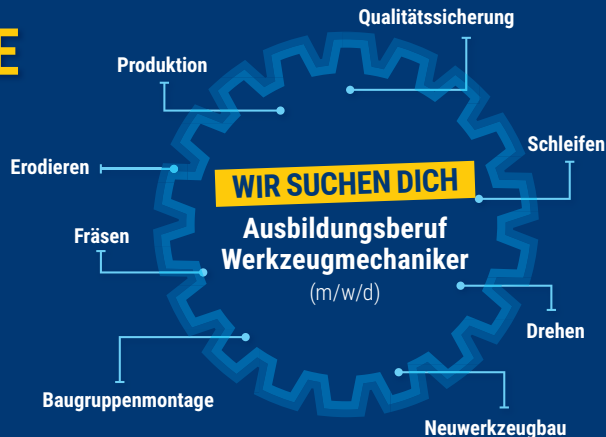 E
Qualitätssicherung
Produktion
Schleifen
Erodieren
WIR SUCHEN DICH
Ausbildungsberuf
Werkzeugmechaniker
(m/w/d)
Fräsen
Drehen
Baugruppenmontage
Neuwerkzeugbau